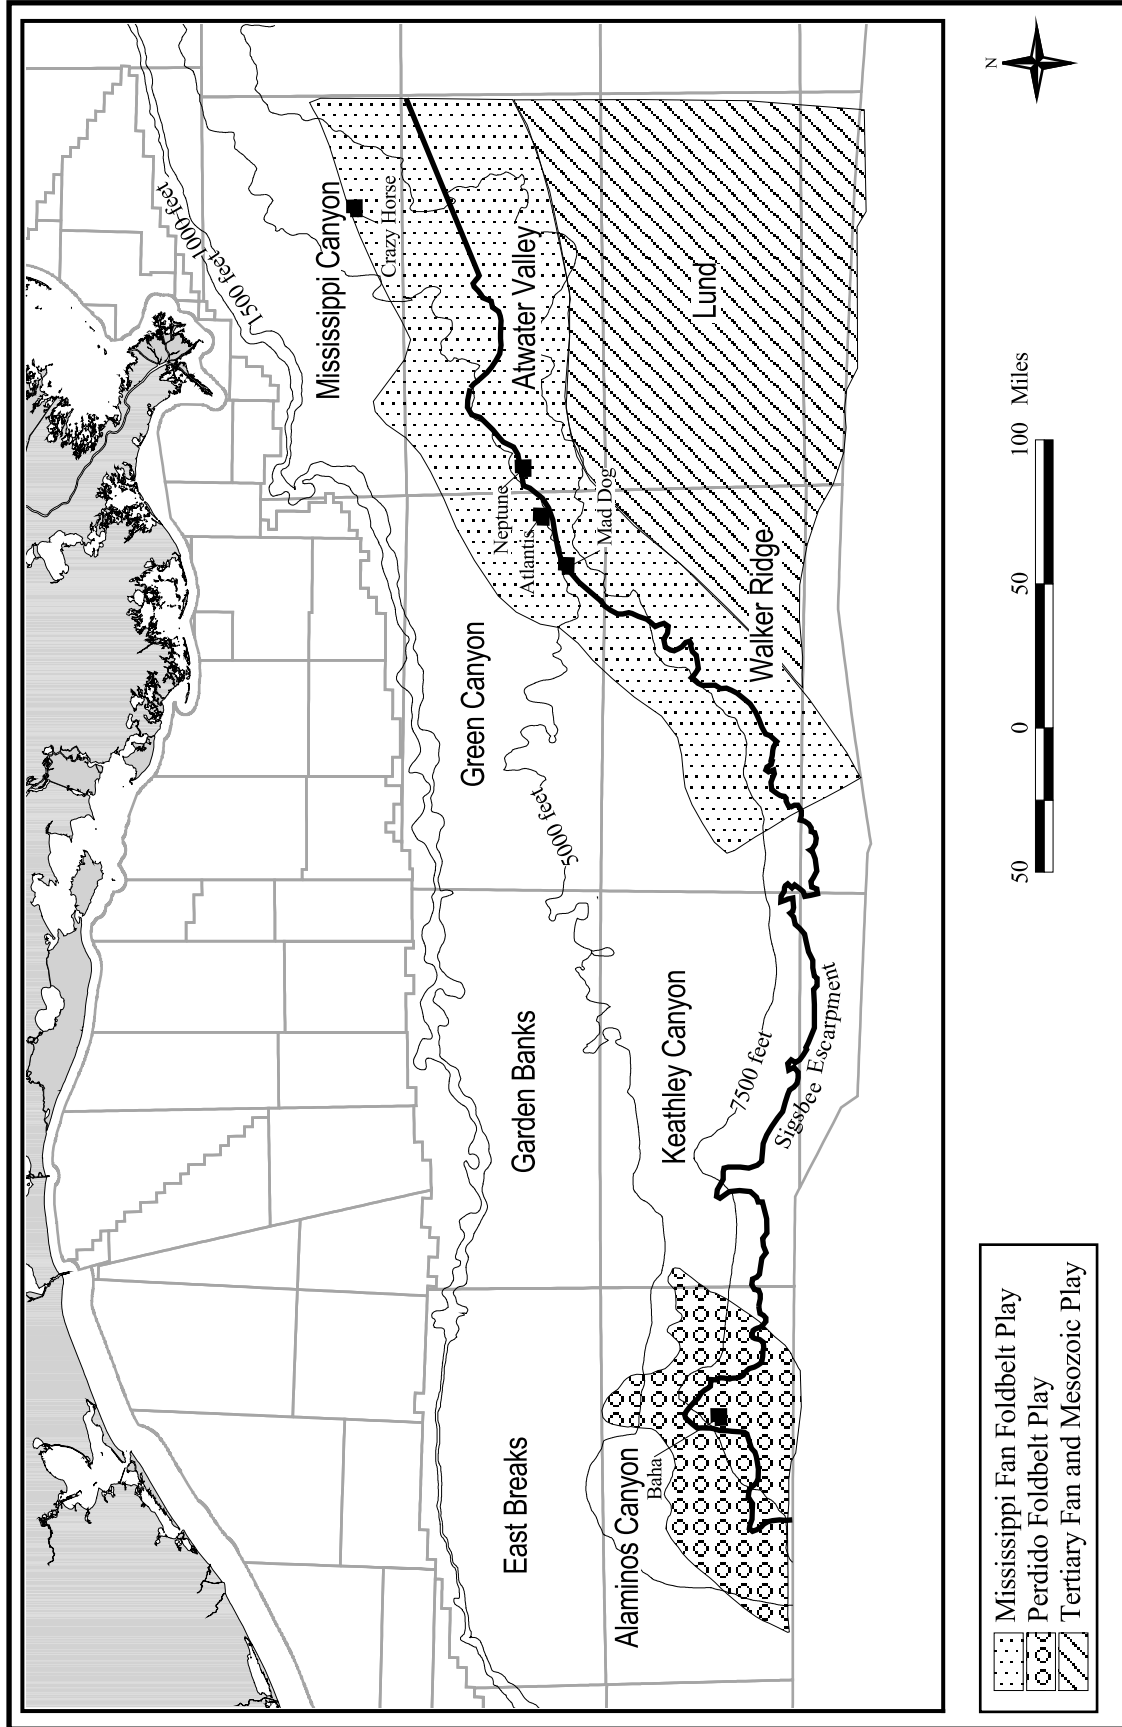 N
1000 feet
1500 feet
Mississippi Canyon
Crazy Horse
Atwater Valley
Lund
Neptune
Atlantis
Mad Dog
Green Canyon
Walker Ridge
5000 feet
Garden Banks
Keathley Canyon
7500 feet
Sigsbee Escarpment
East Breaks
Alaminos Canyon
Baha
50 0 50 100 Miles
Mississippi Fan Foldbelt Play
Perdido Foldbelt Play
Tertiary Fan and Mesozoic Play